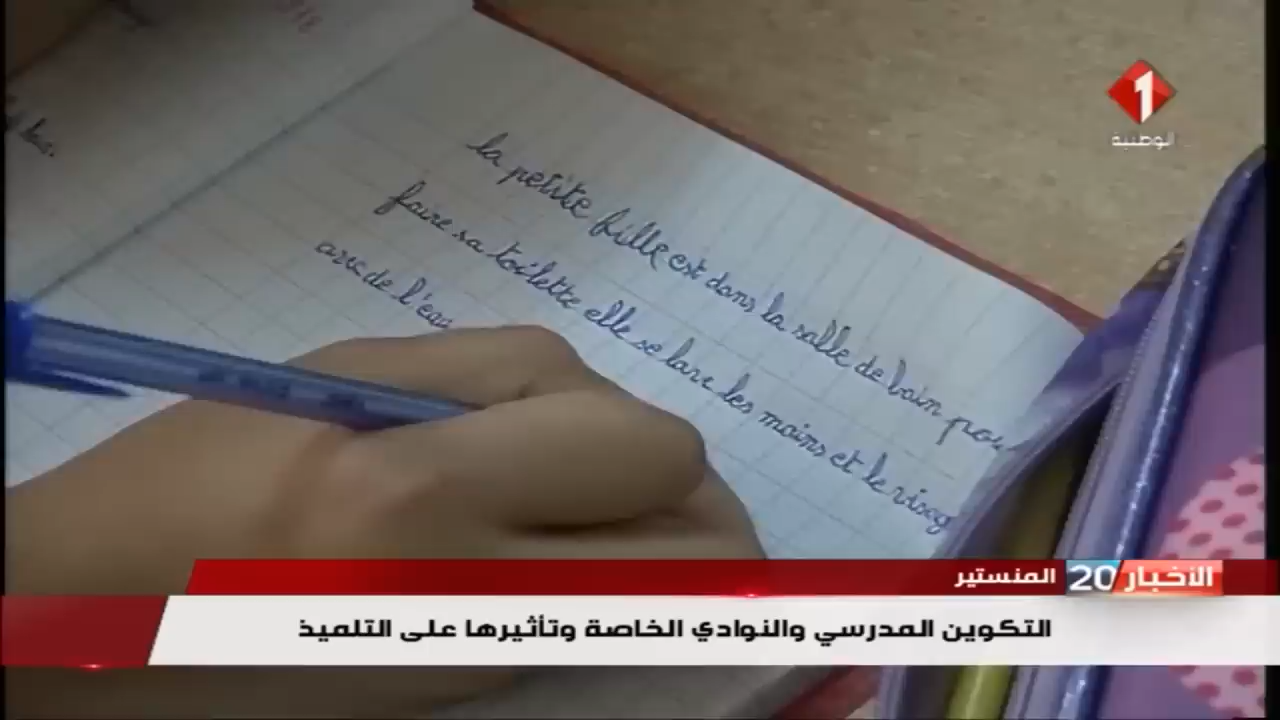 la petite fille est dans la salle de bain pou
faire sa toilette elle se lave les mains et le visag
avec de l'eau
1
الوطنية
الأخبار 20 المنستير
التكوين المدرسي والنوادي الخاصة وتأثيرها على التلميذ